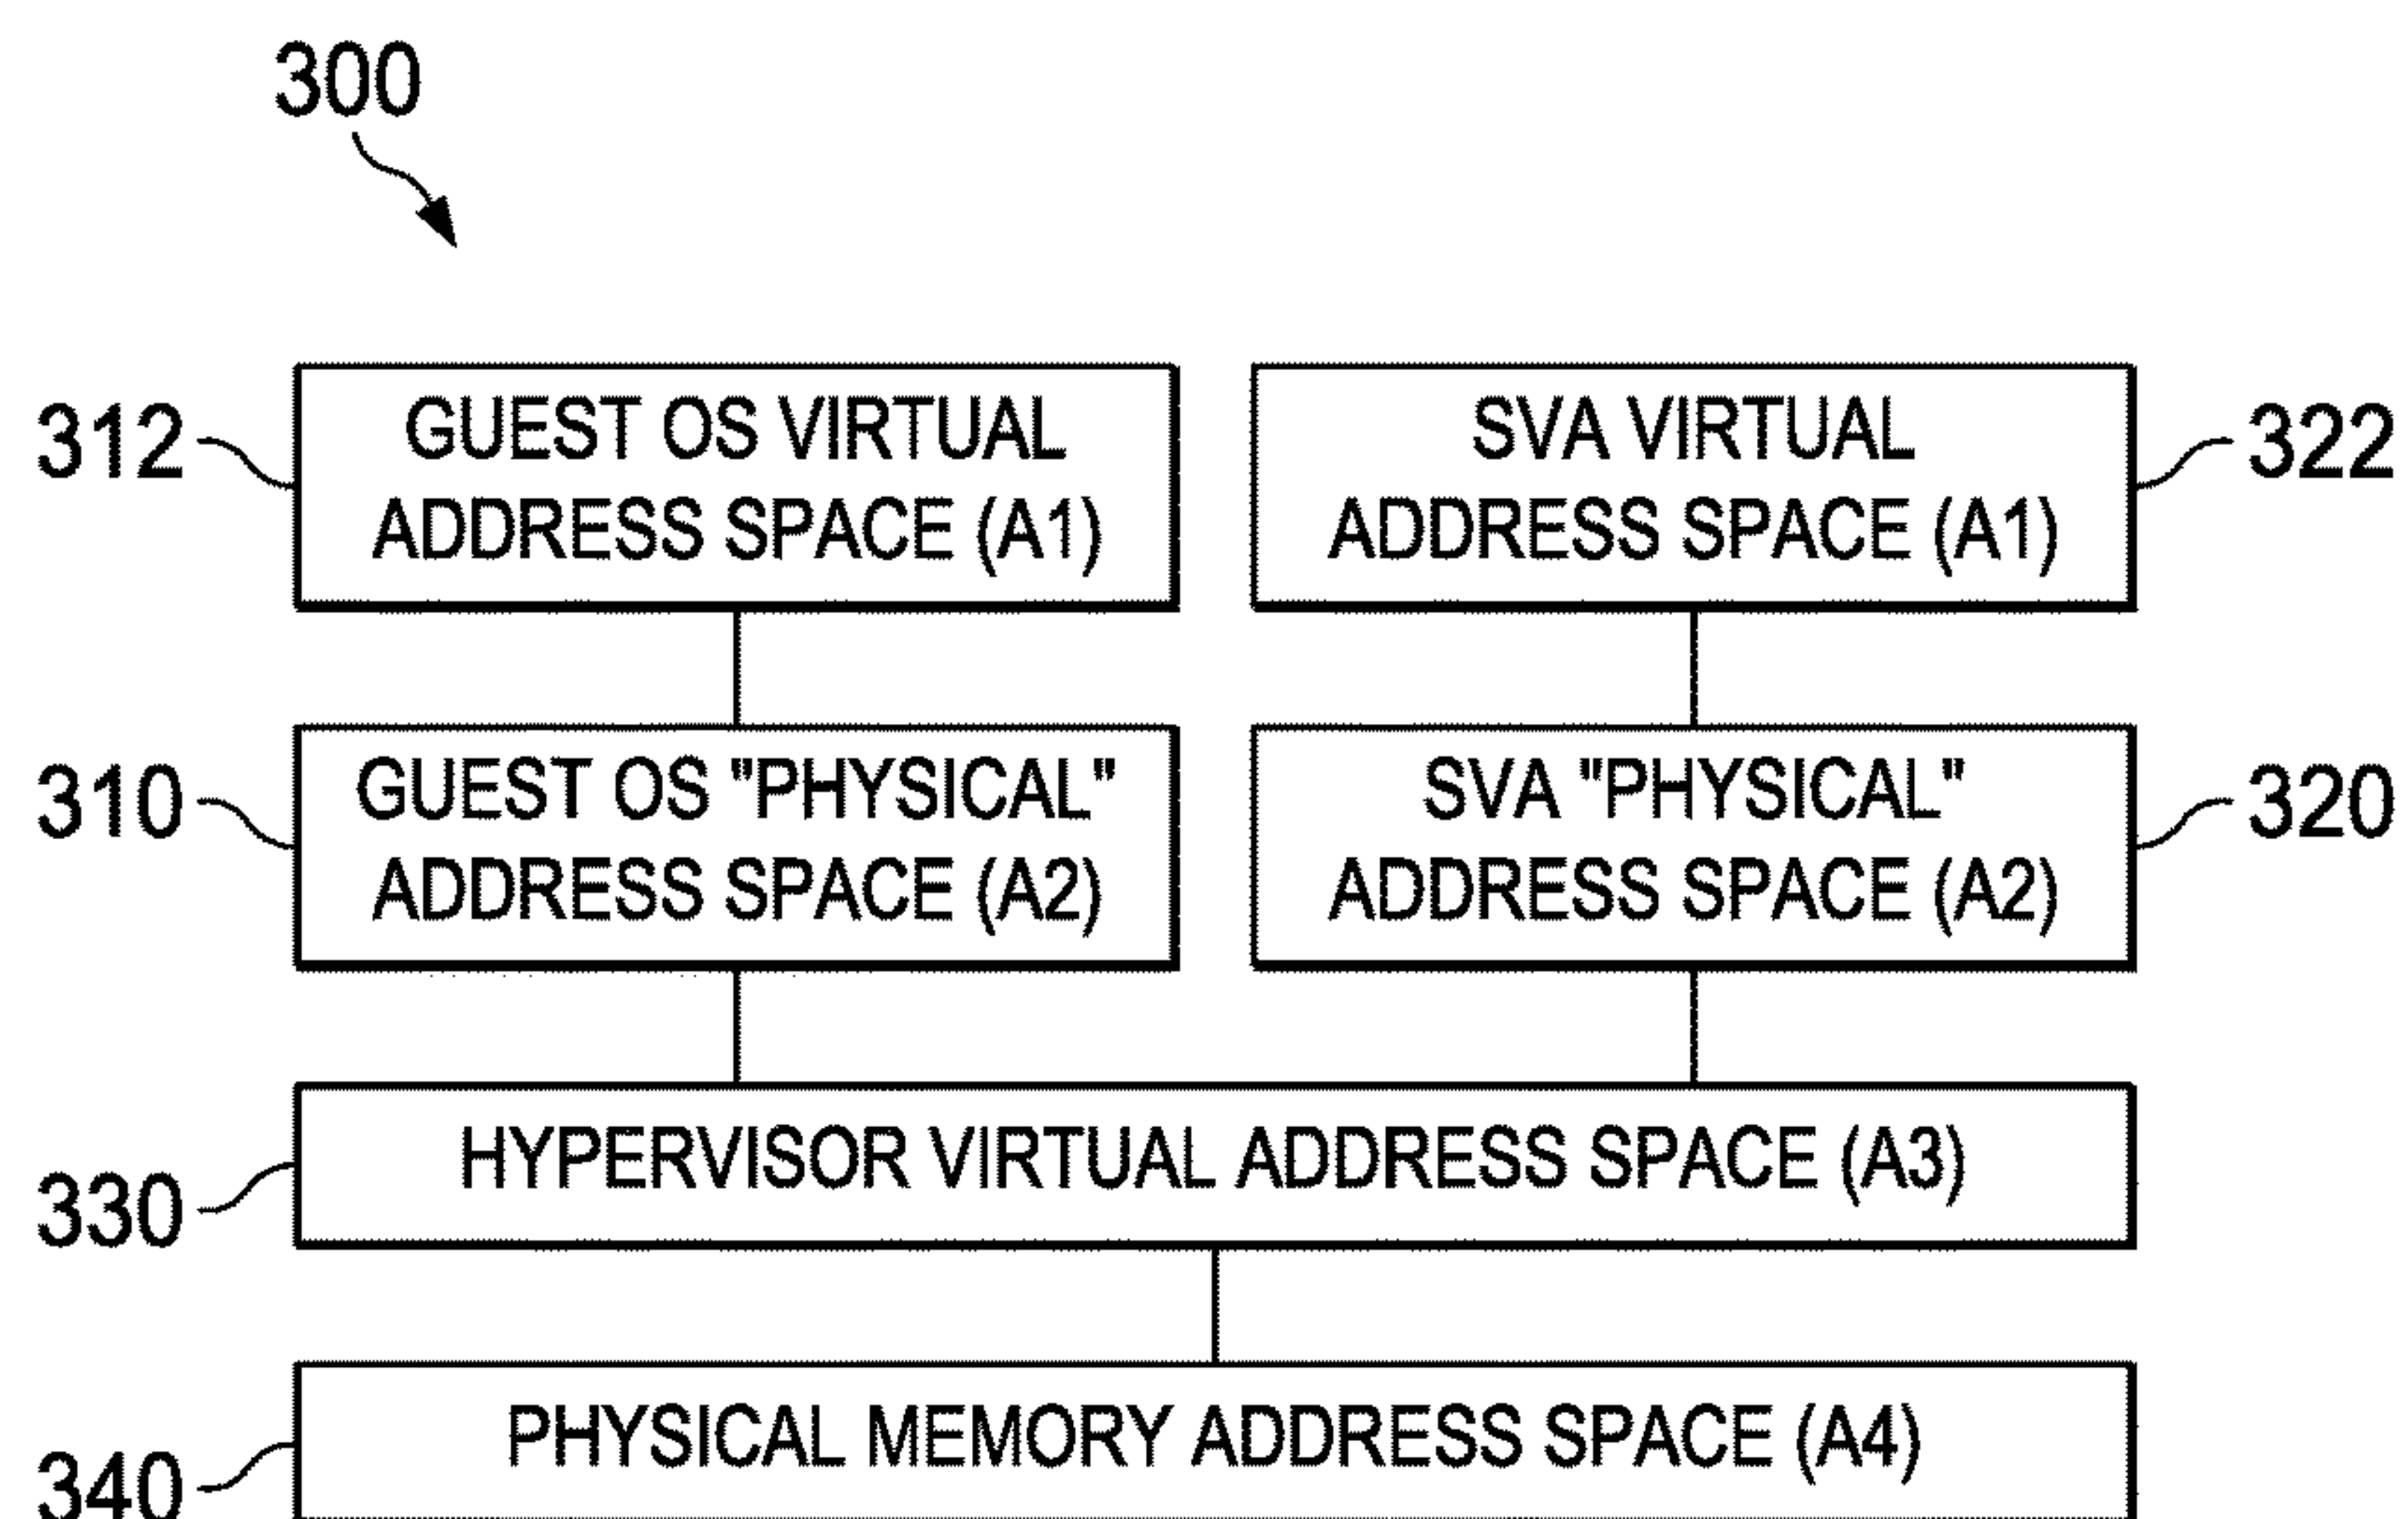 300
312
GUEST OS VIRTUAL
ADDRESS SPACE (A1)
SVA VIRTUAL
ADDRESS SPACE (A1)
322
310
GUEST OS "PHYSICAL"
ADDRESS SPACE (A2)
SVA "PHYSICAL"
ADDRESS SPACE (A2)
320
330
HYPERVISOR VIRTUAL ADDRESS SPACE (A3)
340
PHYSICAL MEMORY ADDRESS SPACE (A4)